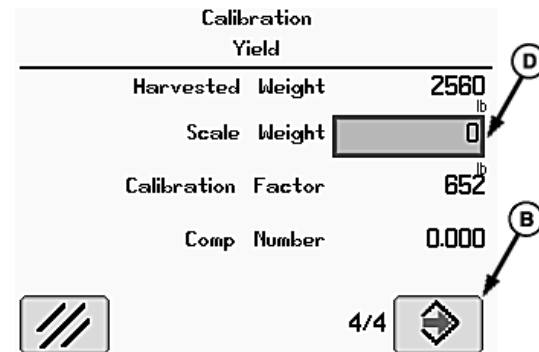 Calibration
Yield
D
Harvested Weight 2560
lb
Scale Weight 0
lb
Calibration Factor 652
B
Comp Number 0.000
4/4